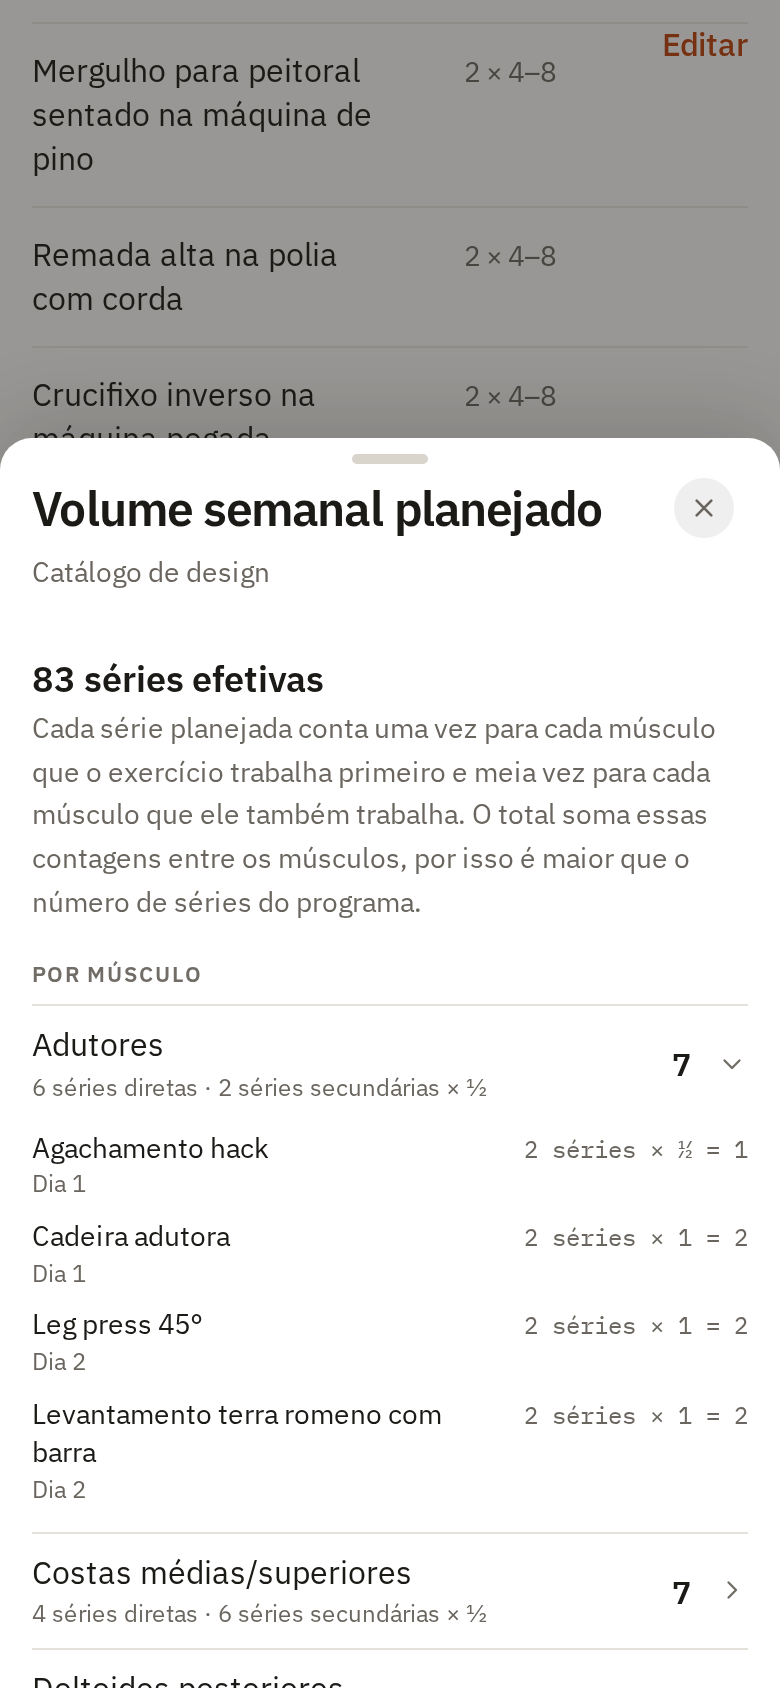 Editar
Mergulho para peitoral
sentado na máquina de
pino
2 × 4–8
Remada alta na polia
com corda
2 × 4–8
Crucifixo inverso na
máquina pegada
2 × 4–8
Volume semanal planejado
Catálogo de design
83 séries efetivas
Cada série planejada conta uma vez para cada músculo
que o exercício trabalha primeiro e meia vez para cada
músculo que ele também trabalha. O total soma essas
contagens entre os músculos, por isso é maior que o
número de séries do programa.
POR MÚSCULO
Adutores
6 séries diretas · 2 séries secundárias × ½
7
Agachamento hack
2 séries × ½ = 1
Dia 1
Cadeira adutora
2 séries × 1 = 2
Dia 1
Leg press 45°
2 séries × 1 = 2
Dia 2
Levantamento terra romeno com
barra
2 séries × 1 = 2
Dia 2
Costas médias/superiores
4 séries diretas · 6 séries secundárias × ½
7
Deltoides posteriores